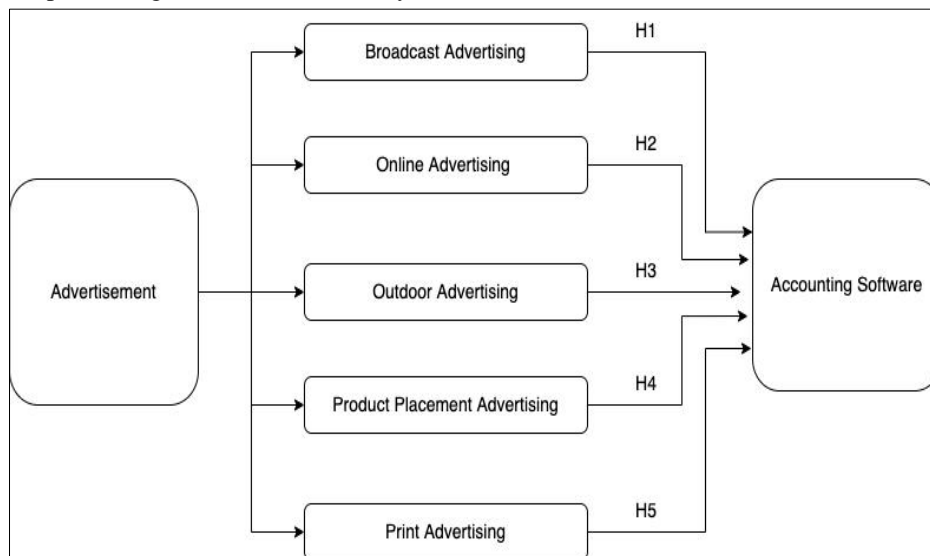 Broadcast Advertising
H1
Online Advertising
H2
Advertisement
Outdoor Advertising
H3
Accounting Software
Product Placement Advertising
H4
Print Advertising
H5